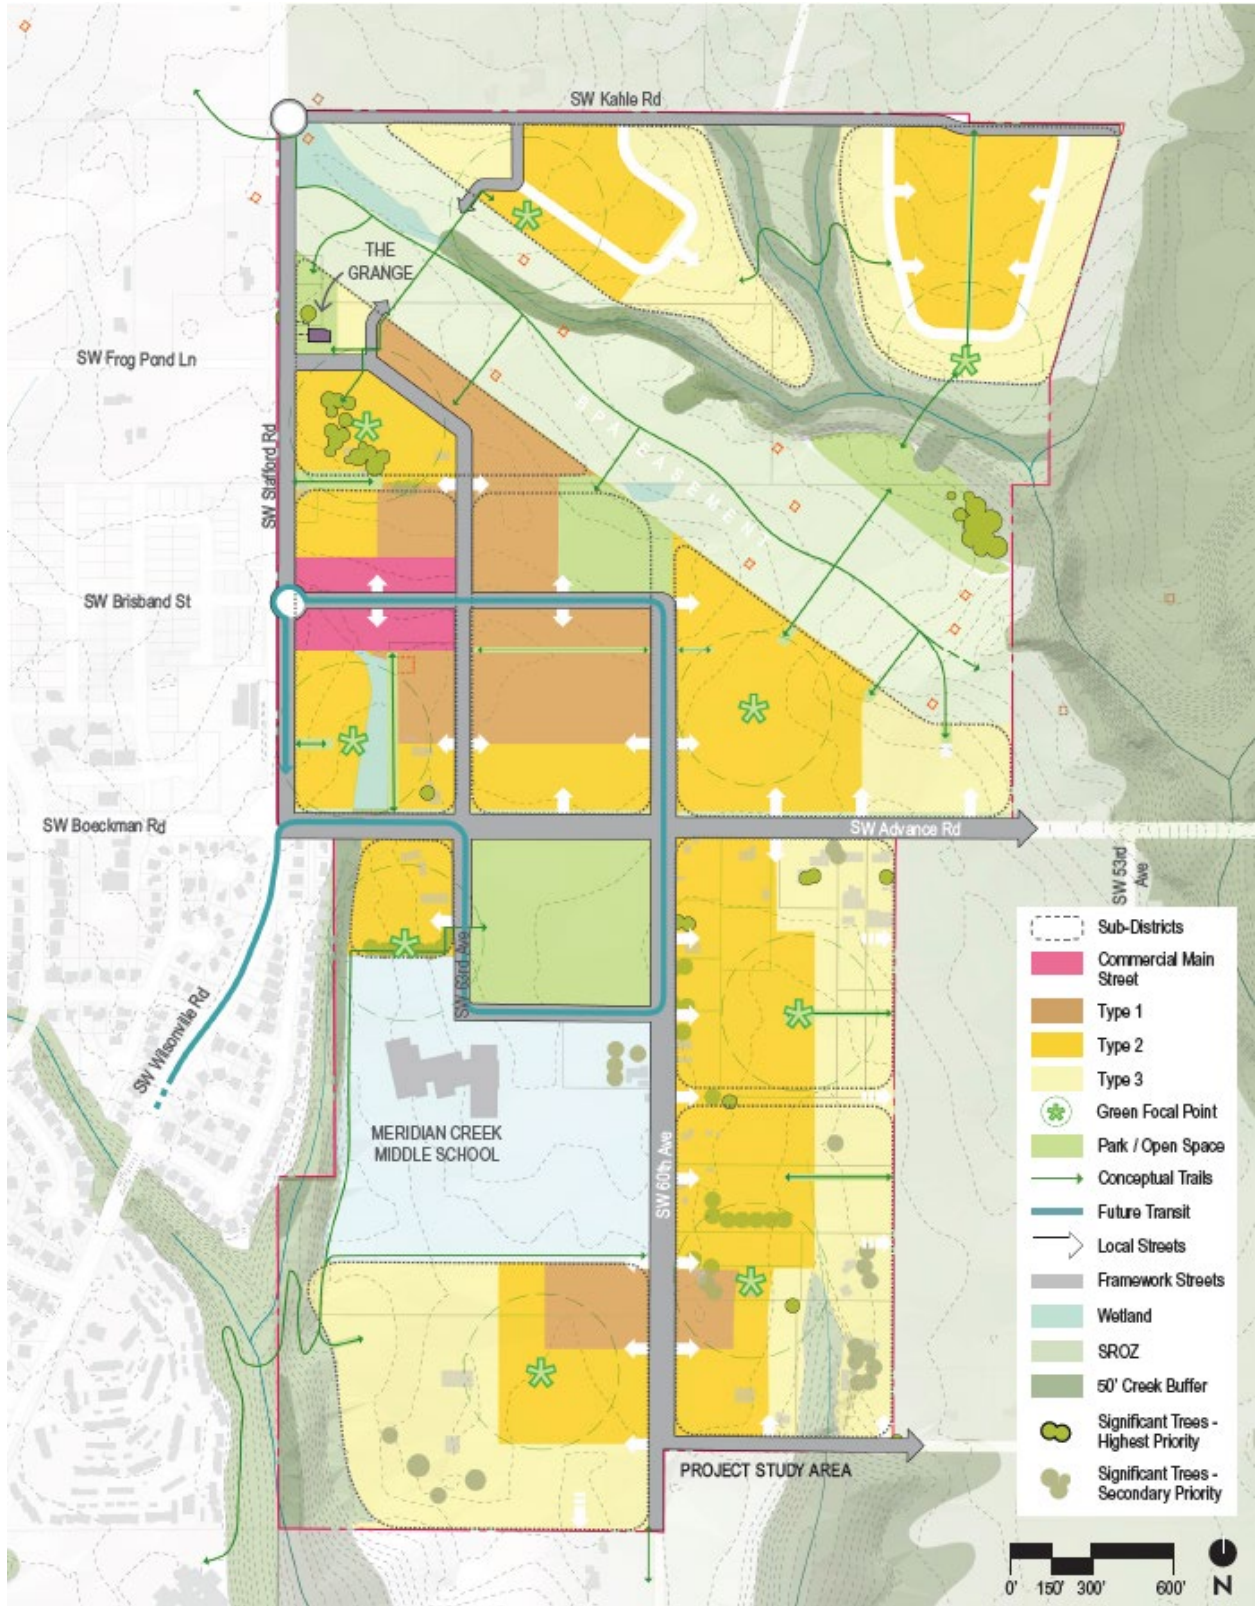 SW Kahle Rd
THE
GRANGE
SW Frog Pond Ln
SW Stafford Rd
BPA EASEMENT
SW Brisband St
SW Boeckman Rd
SW Advance Rd
SW 53rd
Ave
SW 63rd Ave
SW Wilsonville Rd
MERIDIAN CREEK
MIDDLE SCHOOL
SW 60th Ave
PROJECT STUDY AREA
Sub-Districts
Commercial Main
Street
Type 1
Type 2
Type 3
Green Focal Point
Park / Open Space
Conceptual Trails
Future Transit
Local Streets
Framework Streets
Wetland
SROZ
50' Creek Buffer
Significant Trees -
Highest Priority
Significant Trees -
Secondary Priority
0' 150' 300' 600' N